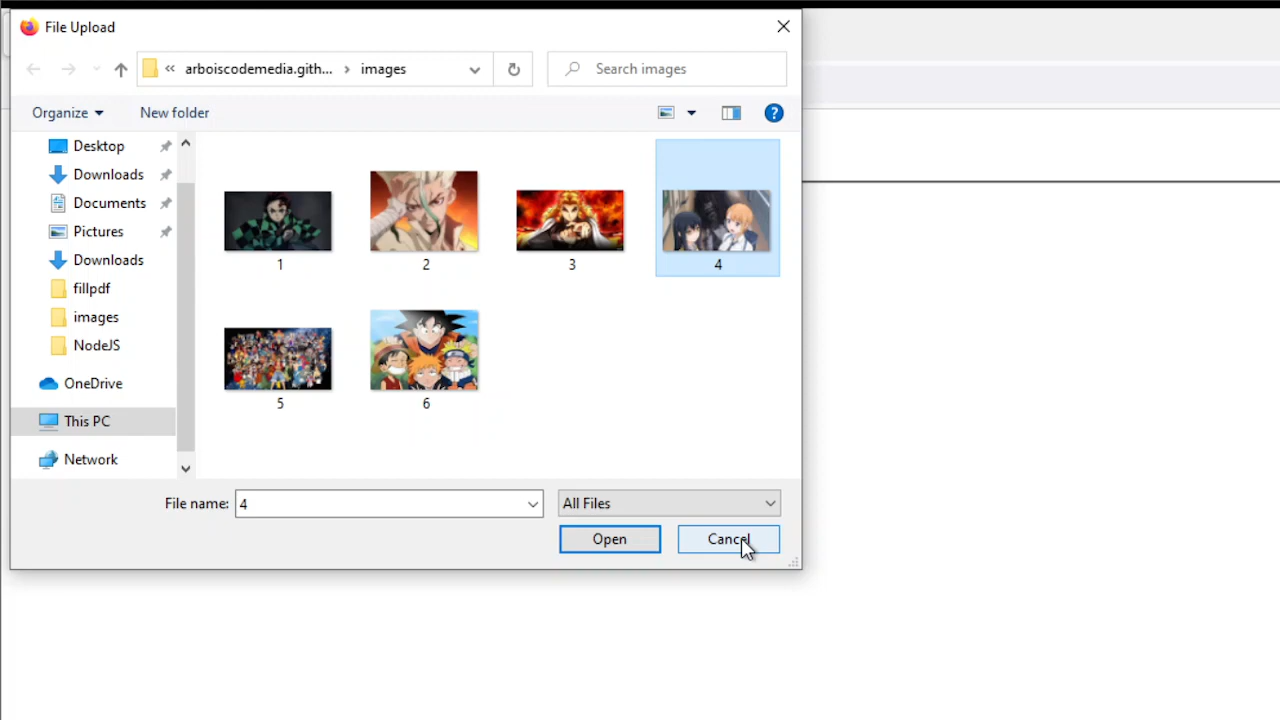 File Upload
« arboiscodemedia.gith... › images
Search images
Organize
New folder
?
Desktop
Downloads
Documents
Pictures
Downloads
fillpdf
images
NodeJS
OneDrive
This PC
Network
1
2
3
4
5
6
File name: 4
All Files
Open
Cancel